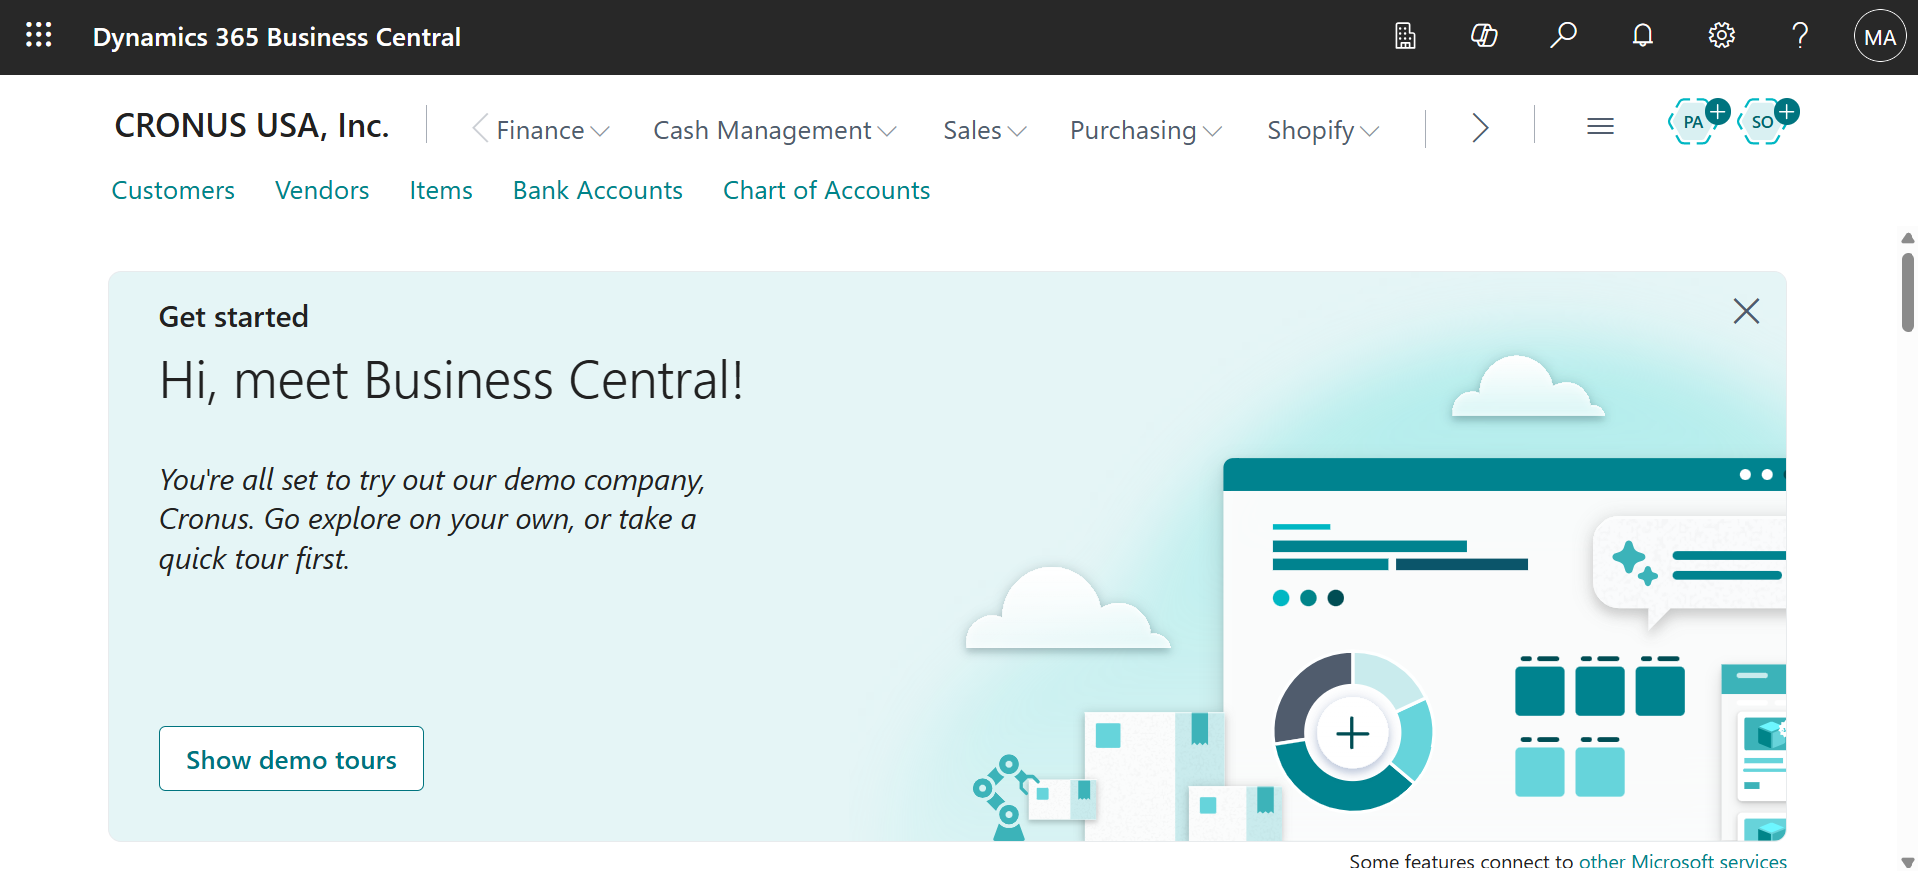 Dynamics 365 Business Central
MA
CRONUS USA, Inc.
Finance
Cash Management
Sales
Purchasing
Shopify
PA
SO
Customers
Vendors
Items
Bank Accounts
Chart of Accounts
Get started
Hi, meet Business Central!
You're all set to try out our demo company,
Cronus. Go explore on your own, or take a
quick tour first.
Show demo tours
Some features connect to other Microsoft services